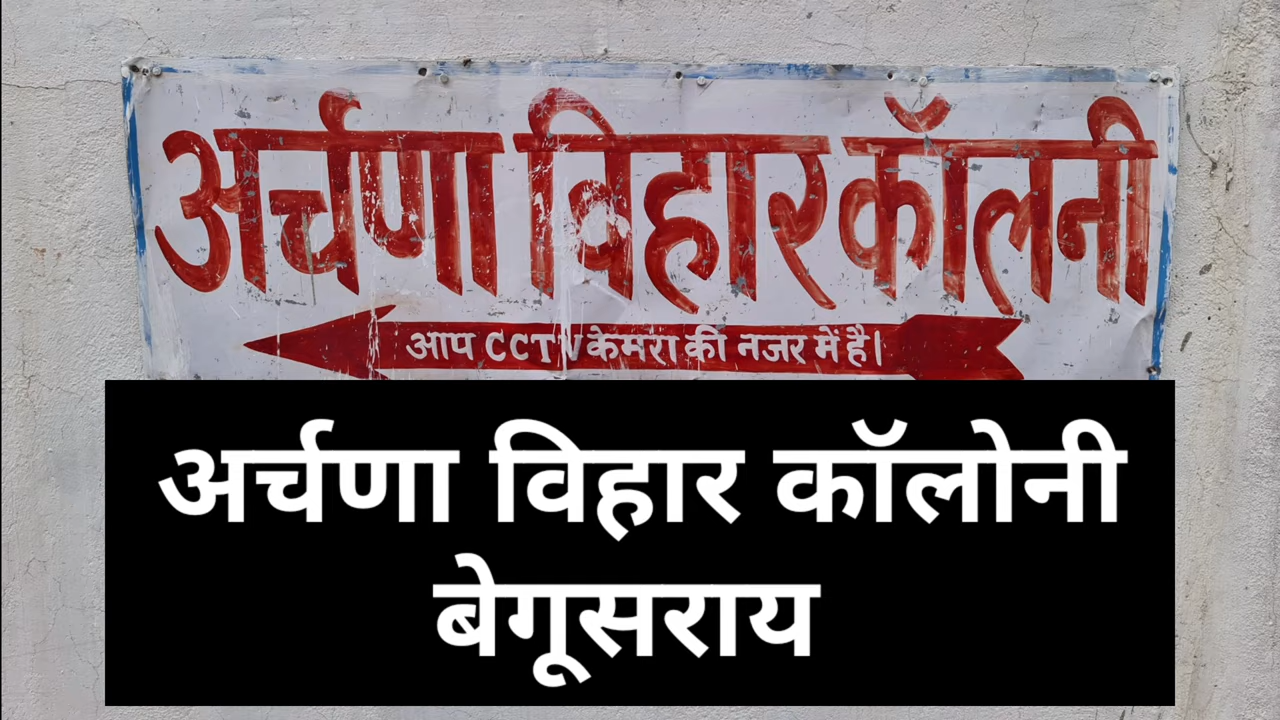 अर्चणा विहार कॉलनी
आप CCTV केमरा की नजर में है।
अर्चणा विहार कॉलोनी
बेगूसराय